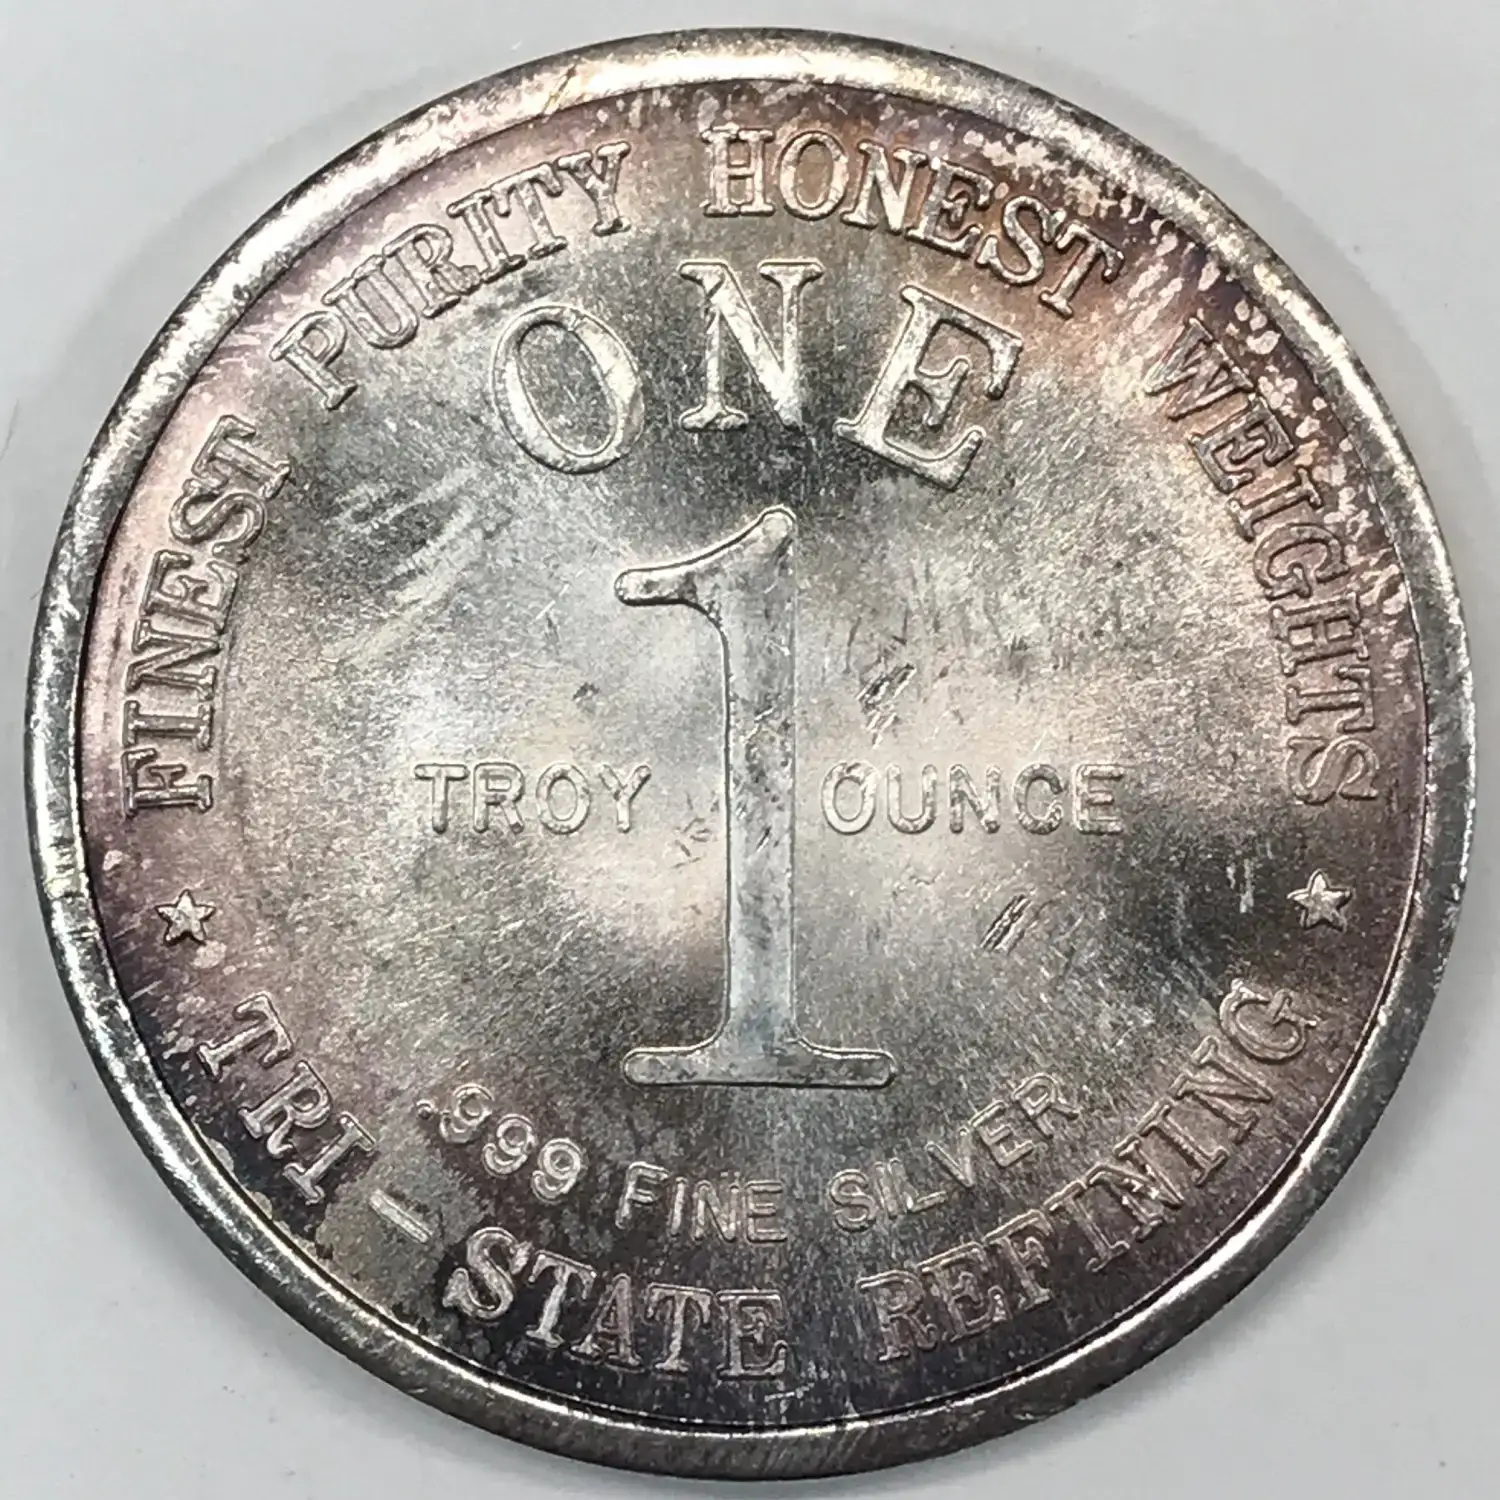 FINEST PURITY HONEST WEIGHTS
ONE
1
TROY OUNCE
.999 FINE SILVER
TRI-STATE REFINING